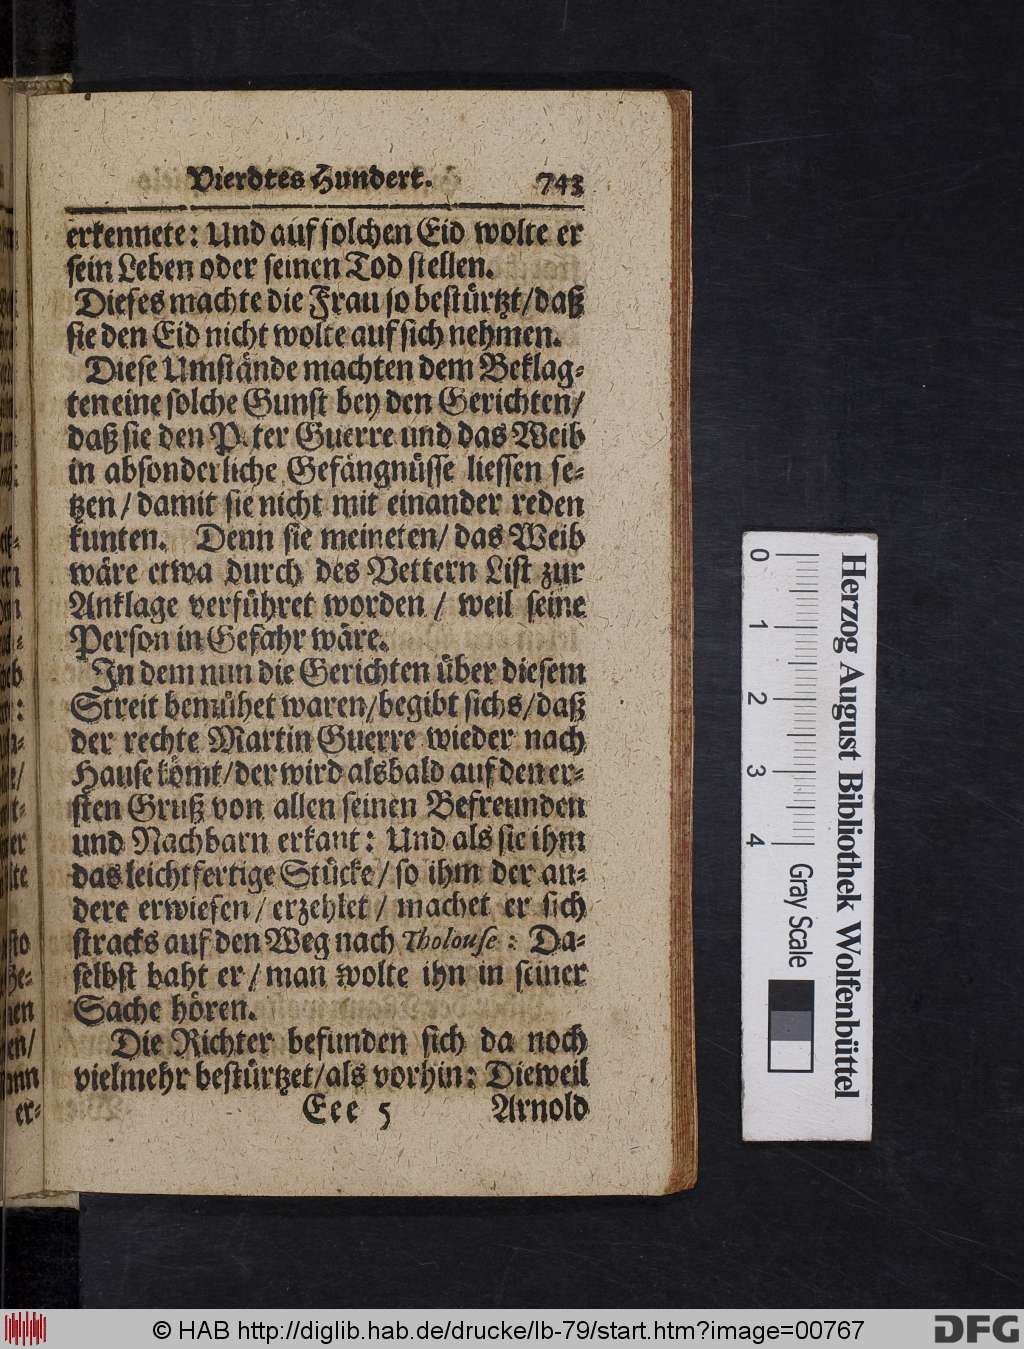 Vierdtes Hundert. 743
erkennete: Und auf solchen Eid wolte er
sein Leben oder seinen Tod stellen.
Dieses machte die Frau so bestürtzt/daß
sie den Eid nicht wolte auf sich nehmen.
Diese Umstände machten dem Beklag-
ten eine solche Gunst bey den Gerichten/
daß sie den P. ter Guerre und das Weib
in absonderliche Gefängnüsse liessen se-
tzen/ damit sie nicht mit einander reden
kunten. Denn sie meineten/ das Weib
wäre etwa durch des Vettern List zur
Anklage verführet worden / weil seine
Person in Gefahr wäre.
In dem nun die Gerichten über diesem
Streit bemühet waren/begibt sichs/daß
der rechte Martin Guerre wieder nach
Hause kömt/der wird alsbald auf den er-
sten Gruß von allen seinen Befreunden
und Nachbarn erkant: Und als sie ihm
das leichtfertige Stücke/ so ihm der an-
dere erwiesen/ erzehlet/ machet er sich
stracks auf den Weg nach Tholouse: Da-
selbst baht er/ man wolte ihn in seiner
Sache hören.
Die Richter befunden sich da noch
vielmehr bestürtzet/als vorhin: Dieweil
Eee 5 Arnold
Herzog August Bibliothek Wolfenbüttel
0 1 2 3 4 Gray Scale
© HAB http://diglib.hab.de/drucke/lb-79/start.htm?image=00767
DFG